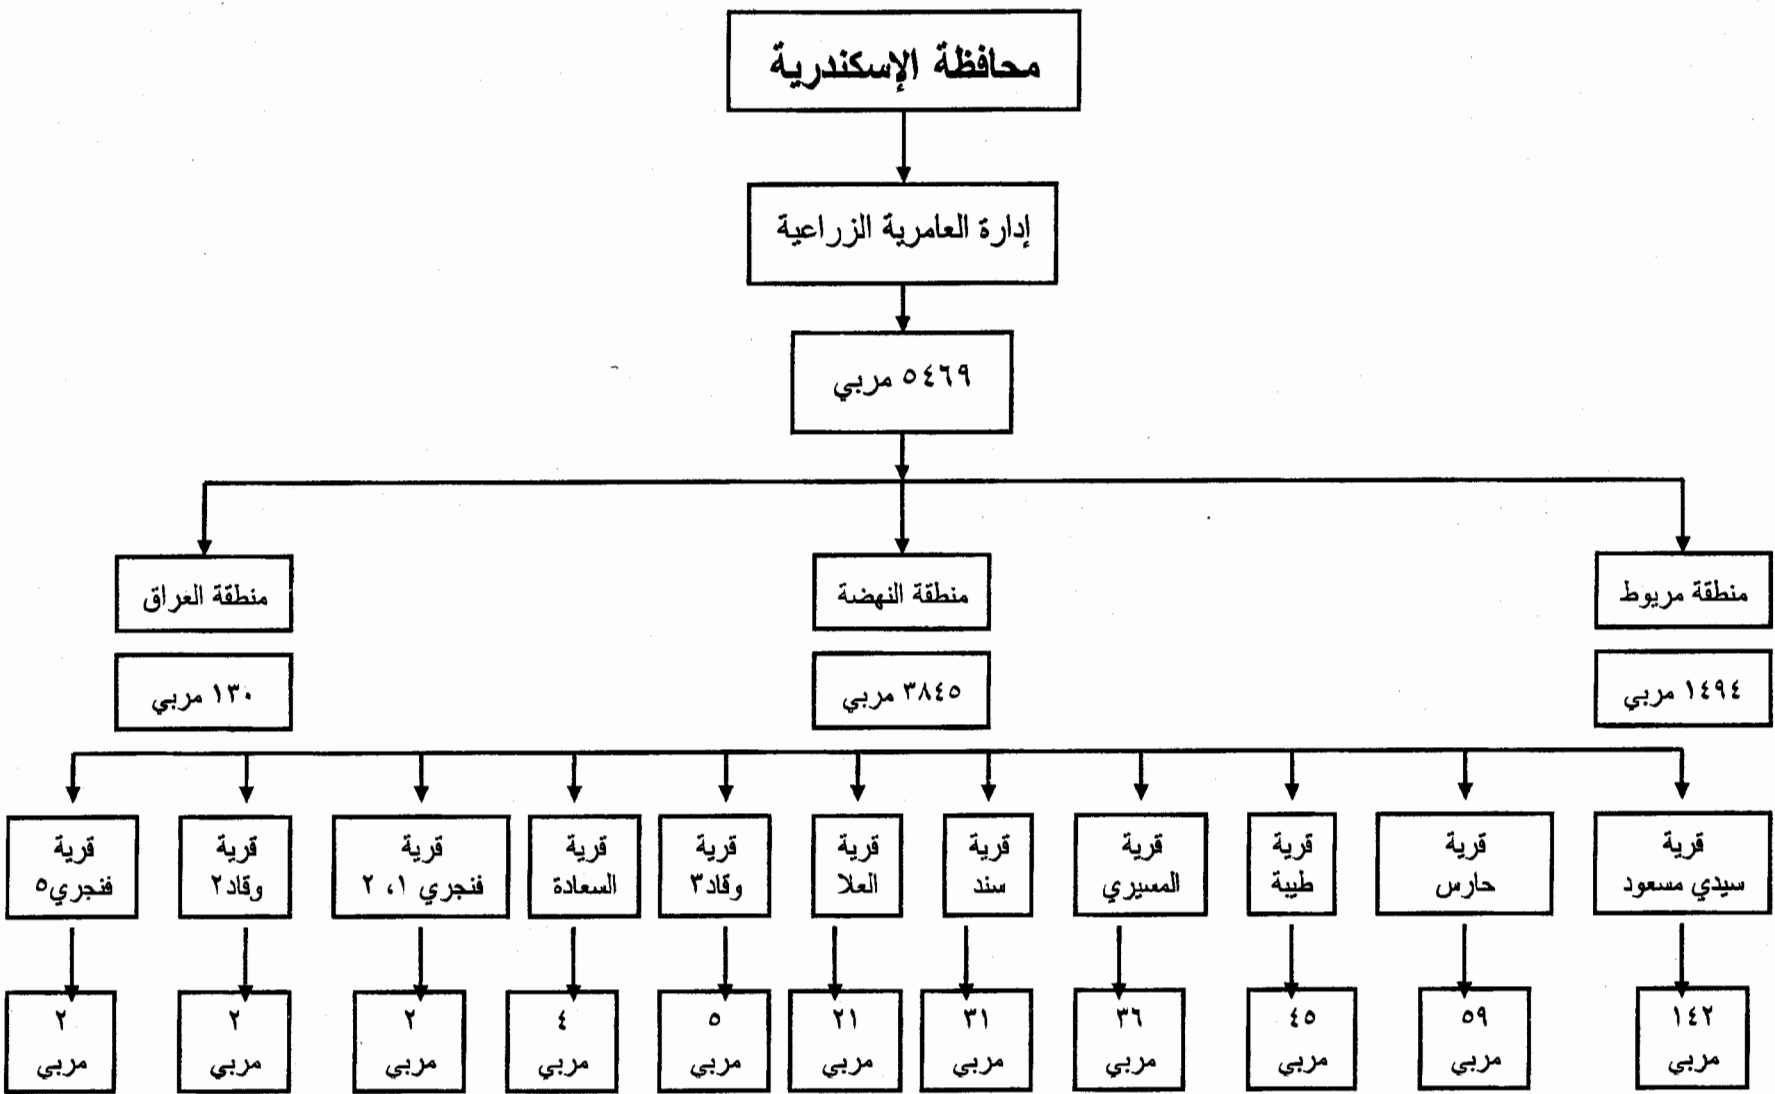 محافظة الإسكندرية
إدارة العامرية الزراعية
٥٤٦٩ مربي
منطقة مريوط
منطقة النهضة
منطقة العراق
١٤٩٤ مربي
٣٨٤٥ مربي
١٣٠ مربي
قرية
سيدي مسعود
قرية
حارس
قرية
طيبة
قرية
المسيري
قرية
سند
قرية
العلا
قرية
وقاد٣
قرية
السعادة
قرية
فنجري ١، ٢
قرية
وقاد٢
قرية
فنجري٥
١٤٢
مربي
٥٩
مربي
٤٥
مربي
٣٦
مربي
٣١
مربي
٢١
مربي
٥
مربي
٤
مربي
٢
مربي
٢
مربي
٢
مربي